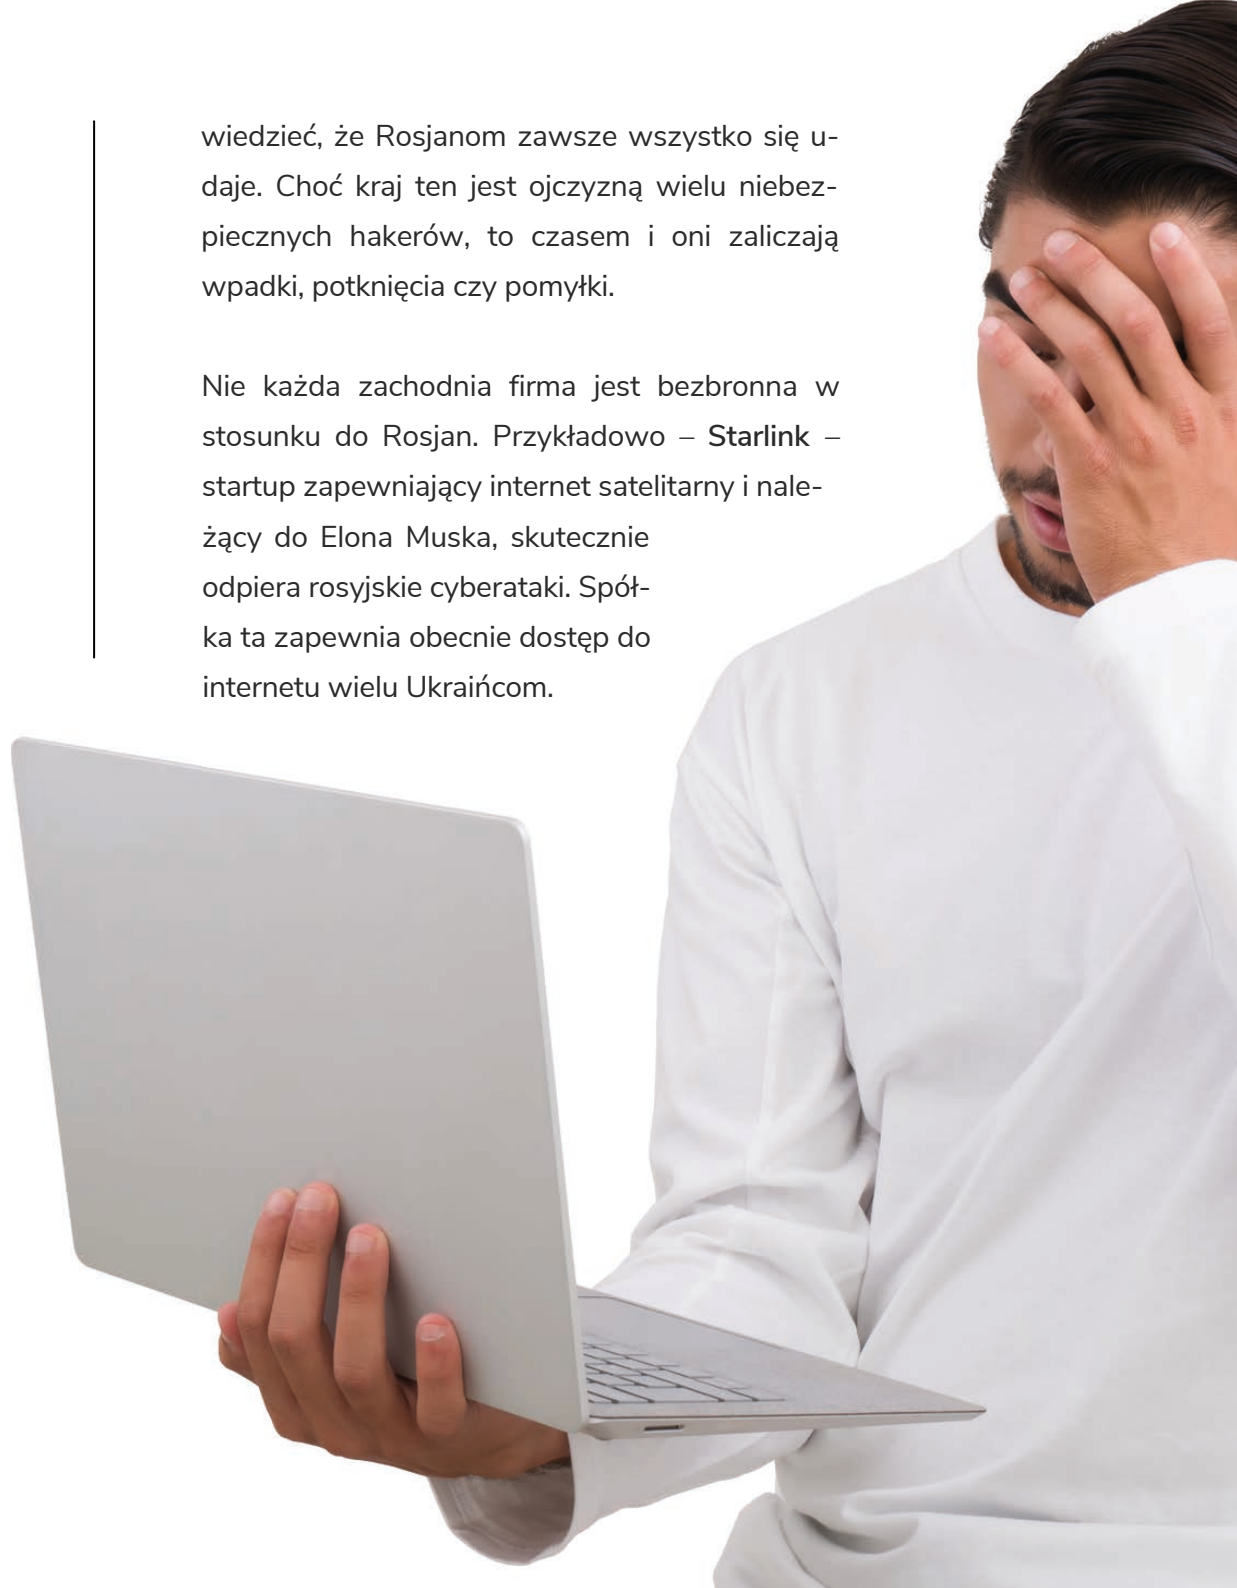 wiedzieć, że Rosjanom zawsze wszystko się u-
daje. Choć kraj ten jest ojczyzną wielu niebez-
piecznych hakerów, to czasem i oni zaliczają
wpadki, potknięcia czy pomyłki.
Nie każda zachodnia firma jest bezbronna w
stosunku do Rosjan. Przykładowo – Starlink –
startup zapewniający internet satelitarny i nale-
żący do Elona Muska, skutecznie
odpiera rosyjskie cyberataki. Spół-
ka ta zapewnia obecnie dostęp do
internetu wielu Ukraińcom.